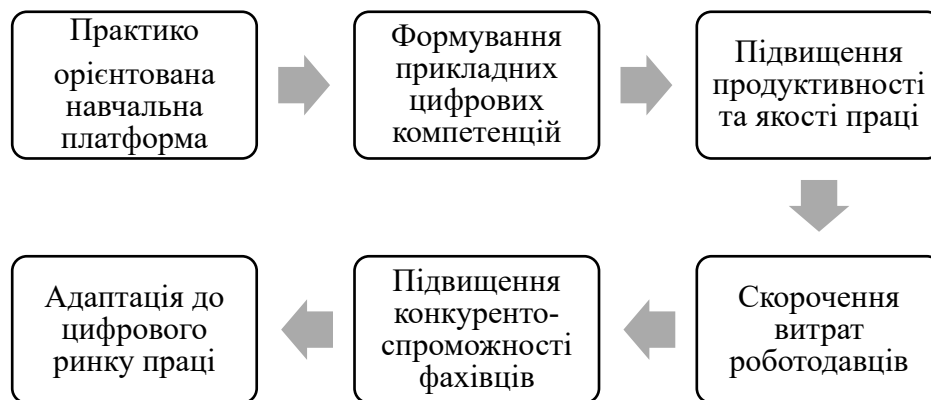 Практико
орієнтована
навчальна
платформа
Формування
прикладних
цифрових
компетенцій
Підвищення
продуктивності
та якості праці
Скорочення
витрат
роботодавців
Підвищення
конкуренто-
спроможності
фахівців
Адаптація до
цифрового
ринку праці